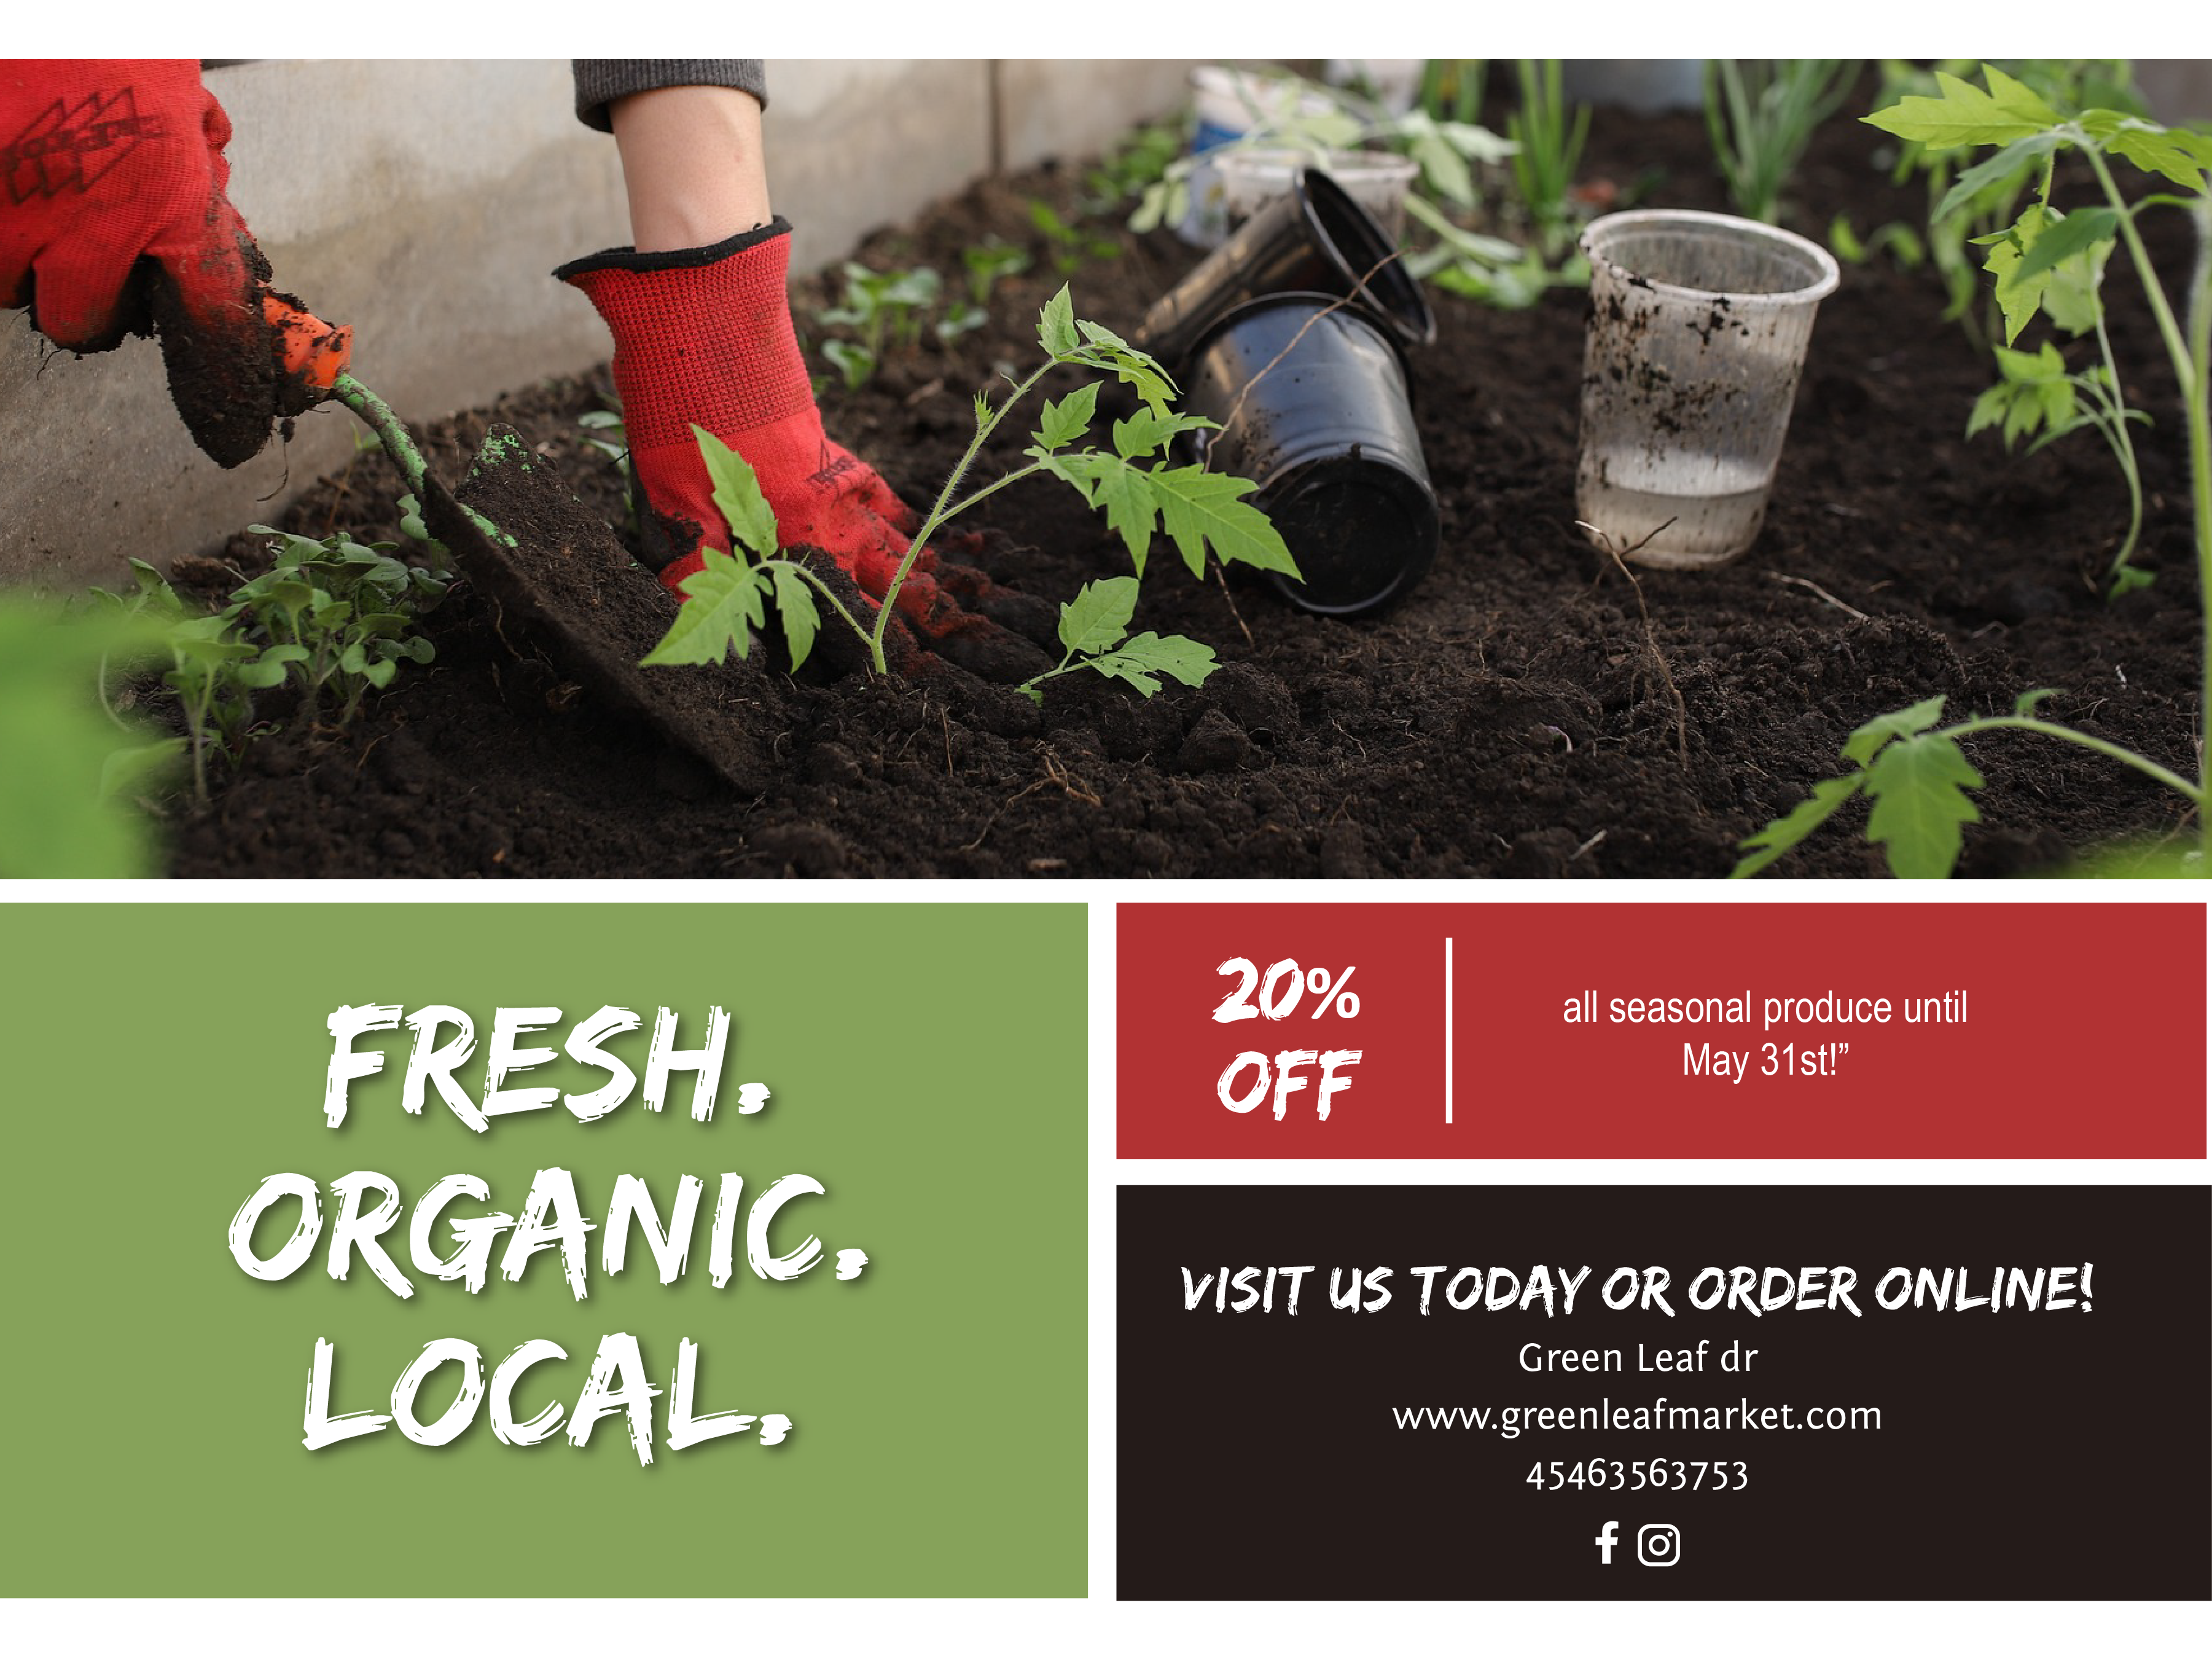 FRESH.
ORGANIC.
LOCAL.
20%
OFF
all seasonal produce until
May 31st!”
VISIT US TODAY OR ORDER ONLINE!
Green Leaf dr
www.greenleafmarket.com
45463563753